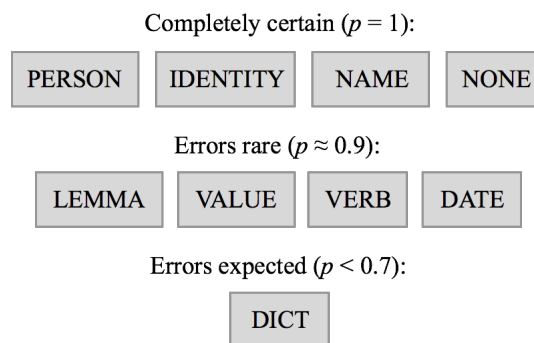 Completely certain (p = 1):
PERSON IDENTITY NAME NONE
Errors rare (p ≈ 0.9):
LEMMA VALUE VERB DATE
Errors expected (p < 0.7):
DICT